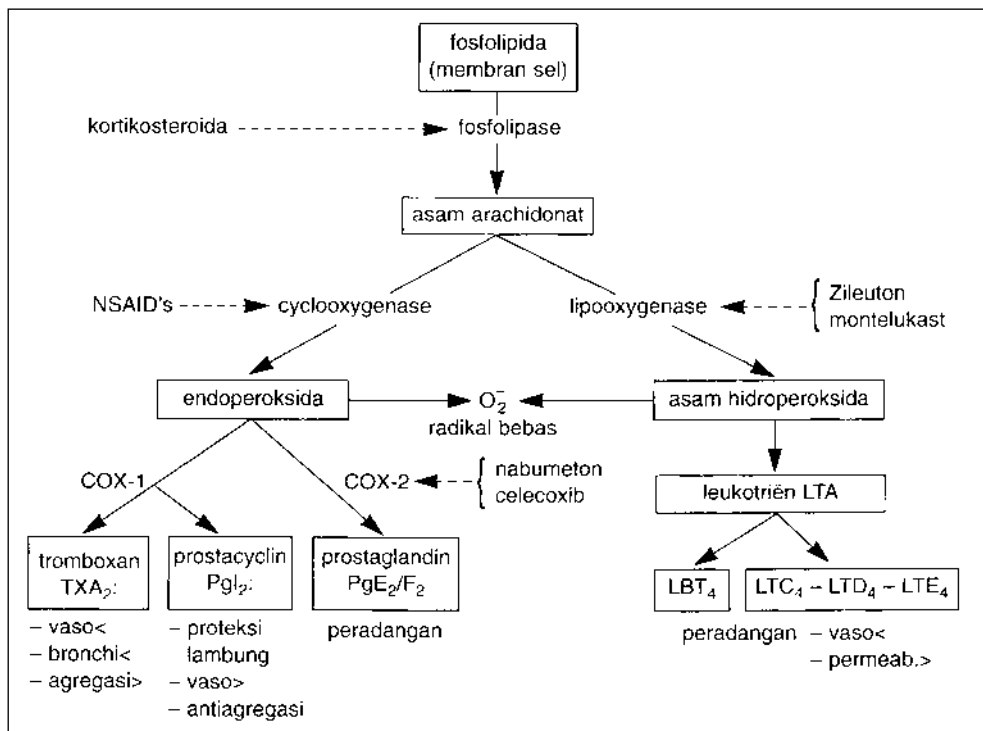 fosfolipida
(membran sel)
kortikosteroida
fosfolipase
asam arachidonat
NSAID's
cyclooxygenase
lipooxygenase
Zileuton
montelukast
endoperoksida
O₂⁻
radikal bebas
asam hidroperoksida
COX-1
COX-2
nabumeton
celecoxib
leukotriën LTA
tromboxan
TXA₂:
– vaso<
– bronchi<
– agregasi>
prostacyclin
PgI₂:
– proteksi
lambung
– vaso>
– antiagregasi
prostaglandin
PgE₂/F₂
peradangan
LBT₄
peradangan
LTC₄ – LTD₄ – LTE₄
– vaso<
– permeab.>